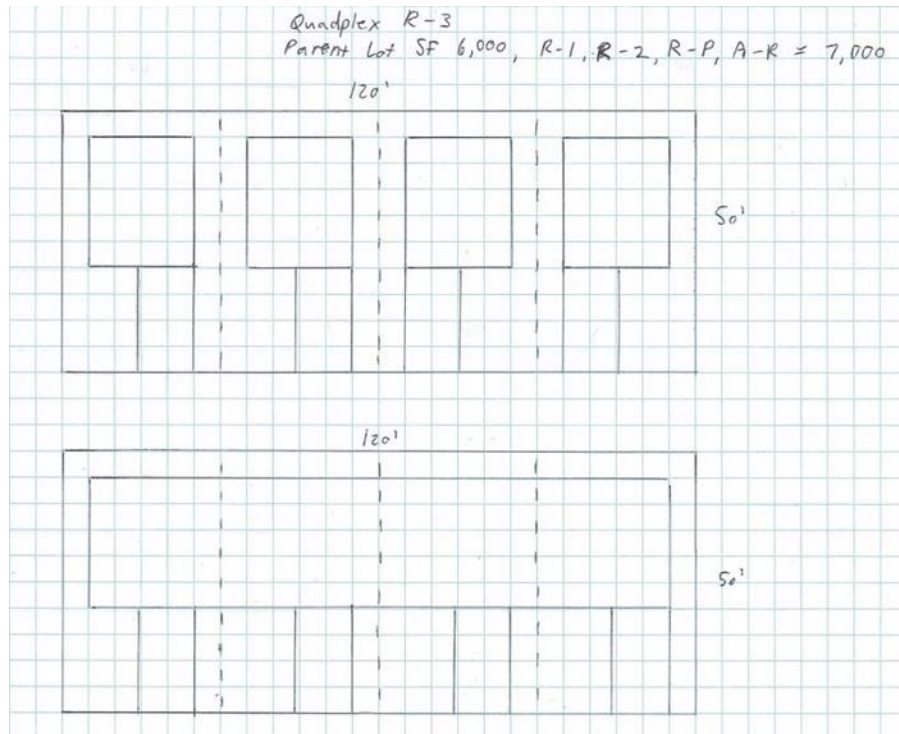 Quadplex R-3
Parent Lot SF 6,000, R-1, R-2, R-P, A-R = 7,000
120'
50'
120'
50'